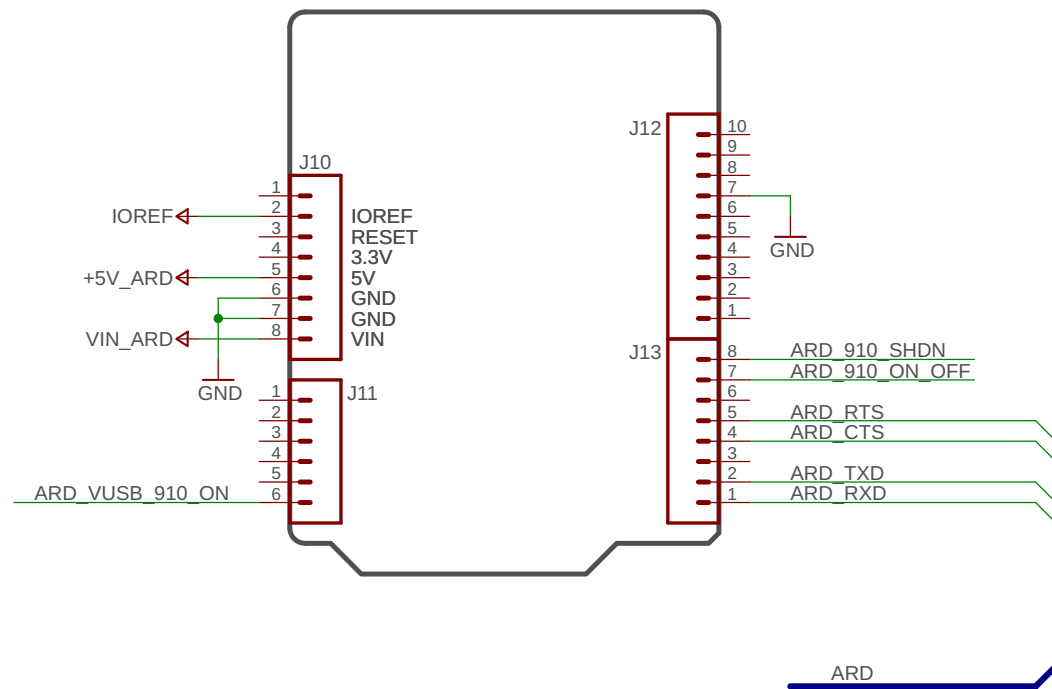 J10
1
IOREF 2 IOREF
3 RESET
4 3.3V
+5V_ARD 5 5V
6 GND
7 GND
VIN_ARD 8 VIN
GND
J11
1
2
3
4
5
ARD_VUSB_910_ON 6
J12
10
9
8
7
6
5
GND
4
3
2
1
J13
8 ARD_910_SHDN
7 ARD_910_ON_OFF
6
5 ARD_RTS
4 ARD_CTS
3
2 ARD_TXD
1 ARD_RXD
ARD